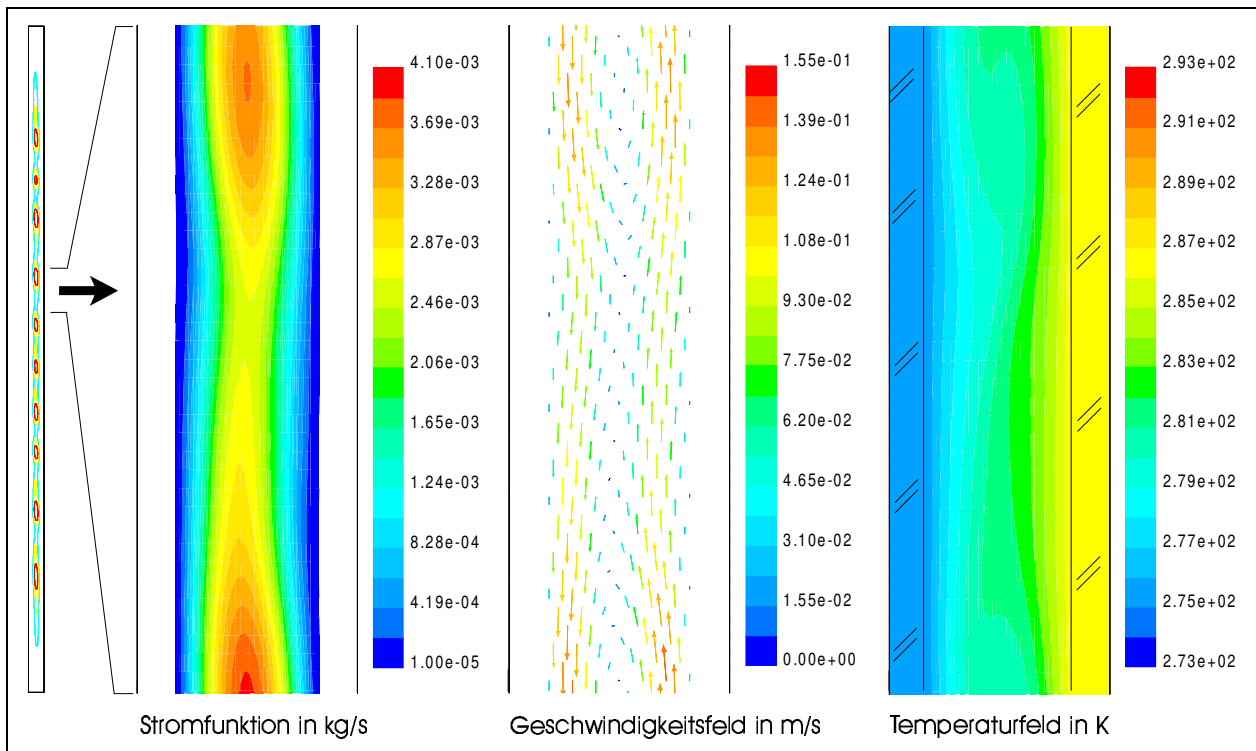 4.10e-03
3.69e-03
3.28e-03
2.87e-03
2.46e-03
2.06e-03
1.65e-03
1.24e-03
8.28e-04
4.19e-04
1.00e-05
Stromfunktion in kg/s
1.55e-01
1.39e-01
1.24e-01
1.08e-01
9.30e-02
7.75e-02
6.20e-02
4.65e-02
3.10e-02
1.55e-02
0.00e+00
Geschwindigkeitsfeld in m/s
2.93e+02
2.91e+02
2.89e+02
2.87e+02
2.85e+02
2.83e+02
2.81e+02
2.79e+02
2.77e+02
2.75e+02
2.73e+02
Temperaturfeld in K